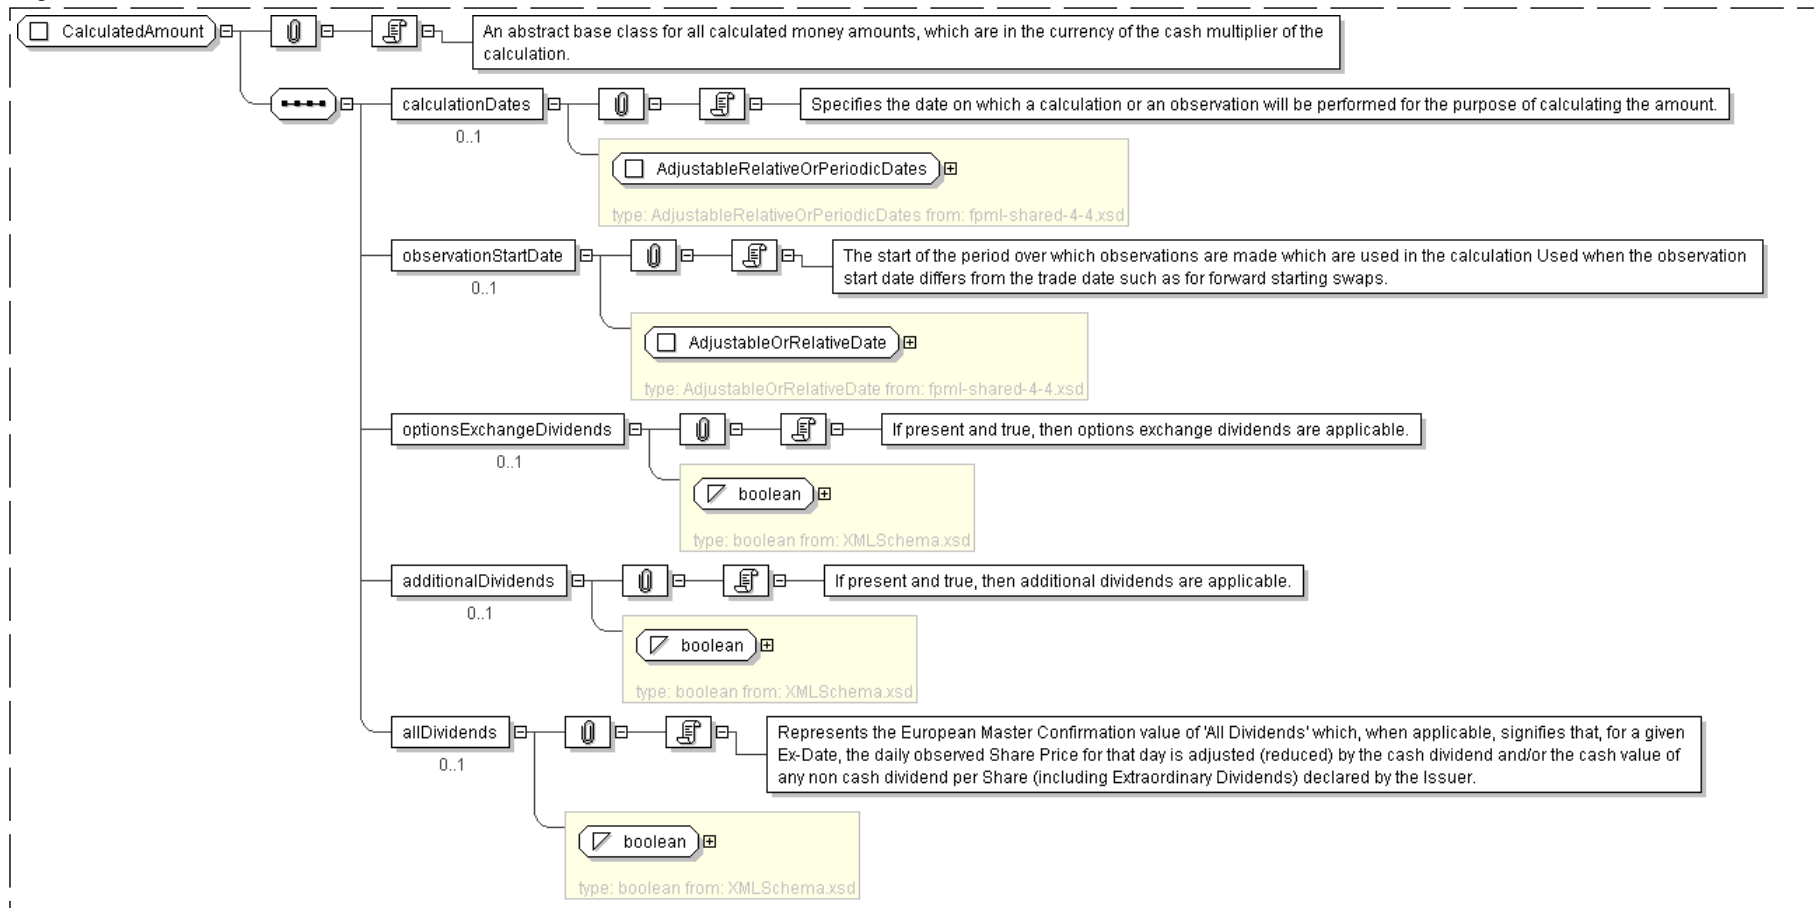 CalculatedAmount
An abstract base class for all calculated money amounts, which are in the currency of the cash multiplier of the
calculation.
calculationDates
0..1
Specifies the date on which a calculation or an observation will be performed for the purpose of calculating the amount.
AdjustableRelativeOrPeriodicDates
type: AdjustableRelativeOrPeriodicDates from: fpml-shared-4-4.xsd
observationStartDate
0..1
The start of the period over which observations are made which are used in the calculation Used when the observation
start date differs from the trade date such as for forward starting swaps.
AdjustableOrRelativeDate
type: AdjustableOrRelativeDate from: fpml-shared-4-4.xsd
optionsExchangeDividends
0..1
If present and true, then options exchange dividends are applicable.
boolean
type: boolean from: XMLSchema.xsd
additionalDividends
0..1
If present and true, then additional dividends are applicable.
boolean
type: boolean from: XMLSchema.xsd
allDividends
0..1
Represents the European Master Confirmation value of 'All Dividends' which, when applicable, signifies that, for a given
Ex-Date, the daily observed Share Price for that day is adjusted (reduced) by the cash dividend and/or the cash value of
any non cash dividend per Share (including Extraordinary Dividends) declared by the Issuer.
boolean
type: boolean from: XMLSchema.xsd